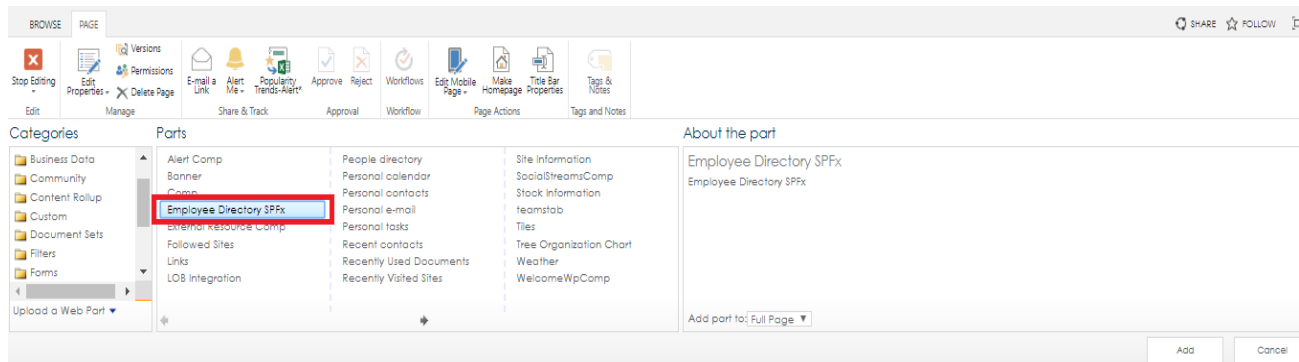 BROWSE PAGE
SHARE FOLLOW
Stop Editing
Edit Properties
Versions
Permissions
Delete Page
E-mail a Link
Alert Me
Popularity Trends-Alert*
Approve
Reject
Workflows
Edit Mobile Page
Make Homepage
Title Bar Properties
Tags & Notes
Edit
Manage
Share & Track
Approval
Workflow
Page Actions
Tags and Notes
Categories
Business Data
Community
Content Rollup
Custom
Document Sets
Filters
Forms
Upload a Web Part
Parts
Alert Comp
Banner
Comp
Employee Directory SPFx
External Resource Comp
Followed Sites
Links
LOB Integration
People directory
Personal calendar
Personal contacts
Personal e-mail
Personal tasks
Recent contacts
Recently Used Documents
Recently Visited Sites
Site Information
SocialStreamsComp
Stock Information
teamstab
Tiles
Tree Organization Chart
Weather
WelcomeWpComp
About the part
Employee Directory SPFx
Employee Directory SPFx
Add part to: Full Page
Add
Cancel